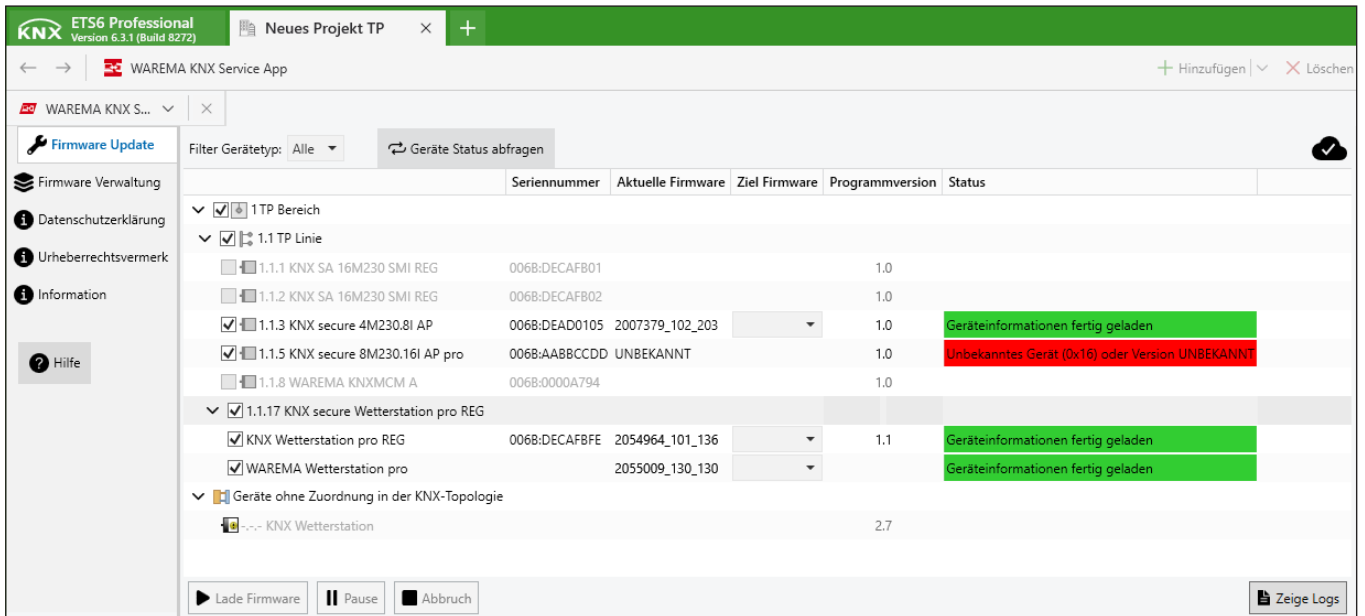 KNX ETS6 Professional
Version 6.3.1 (Build 8272)
Neues Projekt TP
WAREMA KNX Service App
Hinzufügen
Löschen
WAREMA KNX S...
Firmware Update
Firmware Verwaltung
Datenschutzerklärung
Urheberrechtsvermerk
Information
Hilfe
Filter Gerätetyp: Alle Geräte Status abfragen
Seriennummer Aktuelle Firmware Ziel Firmware Programmversion Status
1 TP Bereich
1.1 TP Linie
1.1.1 KNX SA 16M230 SMI REG 006B:DECAFB01 1.0
1.1.2 KNX SA 16M230 SMI REG 006B:DECAFB02 1.0
1.1.3 KNX secure 4M230.8I AP 006B:DEAD0105 2007379_102_203 1.0 Geräteinformationen fertig geladen
1.1.5 KNX secure 8M230.16I AP pro 006B:AABBCCDD UNBEKANNT 1.0 Unbekanntes Gerät (0x16) oder Version UNBEKANNT
1.1.8 WAREMA KNXMCM A 006B:0000A794 1.0
1.1.17 KNX secure Wetterstation pro REG
KNX Wetterstation pro REG 006B:DECAFBFE 2054964_101_136 1.1 Geräteinformationen fertig geladen
WAREMA Wetterstation pro 2055009_130_130 Geräteinformationen fertig geladen
Geräte ohne Zuordnung in der KNX-Topologie
-.-.- KNX Wetterstation 2.7
Lade Firmware Pause Abbruch Zeige Logs